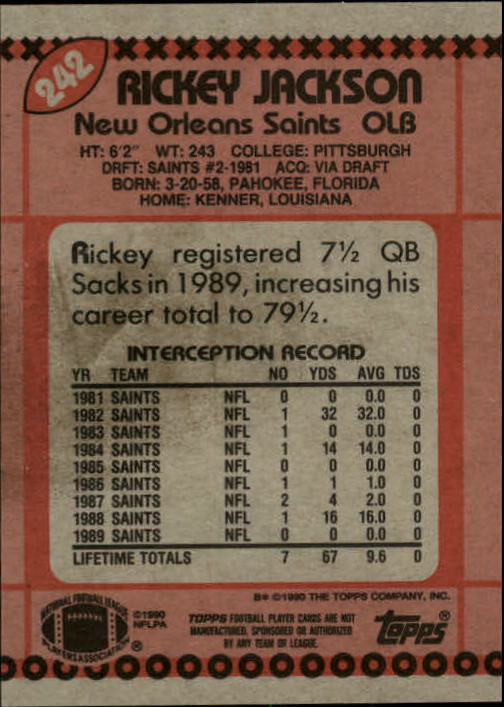 242
RICKEY JACKSON
New Orleans Saints OLB
HT: 6'2" WT: 243 COLLEGE: PITTSBURGH
DRFT: SAINTS #2-1981 ACQ: VIA DRAFT
BORN: 3-20-58, PAHOKEE, FLORIDA
HOME: KENNER, LOUISIANA
Rickey registered 7½ QB
Sacks in 1989, increasing his
career total to 79½.
INTERCEPTION RECORD
YR TEAM NO YDS AVG TDS
1981 SAINTS NFL 0 0 0.0 0
1982 SAINTS NFL 1 32 32.0 0
1983 SAINTS NFL 1 0 0.0 0
1984 SAINTS NFL 1 14 14.0 0
1985 SAINTS NFL 0 0 0.0 0
1986 SAINTS NFL 1 1 1.0 0
1987 SAINTS NFL 2 4 2.0 0
1988 SAINTS NFL 1 16 16.0 0
1989 SAINTS NFL 0 0 0.0 0
LIFETIME TOTALS 7 67 9.6 0
B* ©1990 THE TOPPS COMPANY, INC.
NATIONAL FOOTBALL LEAGUE
PLAYERS ASSOCIATION ®
©1990
NFLPA
TOPPS FOOTBALL PLAYER CARDS ARE NOT
MANUFACTURED, SPONSORED OR AUTHORIZED
BY ANY TEAM OR LEAGUE.
topps®